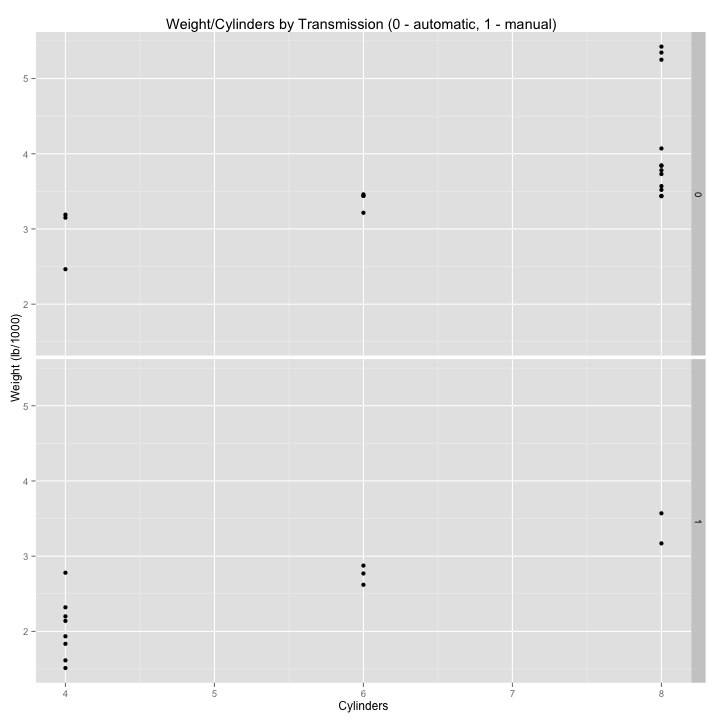 Weight/Cylinders by Transmission (0 - automatic, 1 - manual)
5
4
3
2
0
Weight (lb/1000)
5
4
3
2
1
4 5 6 7 8
Cylinders